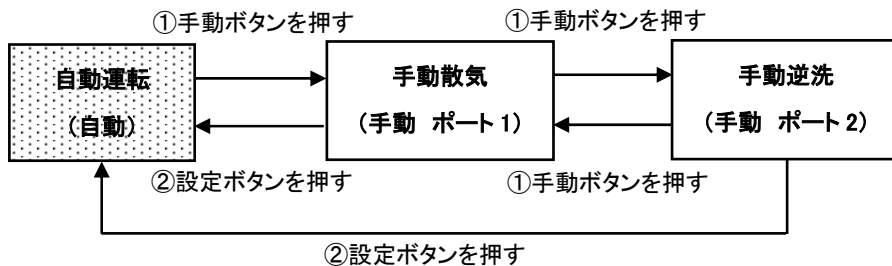 ①手動ボタンを押す
①手動ボタンを押す
自動運転
(自動)
手動散気
(手動 ポート1)
手動逆洗
(手動 ポート2)
②設定ボタンを押す
①手動ボタンを押す
②設定ボタンを押す